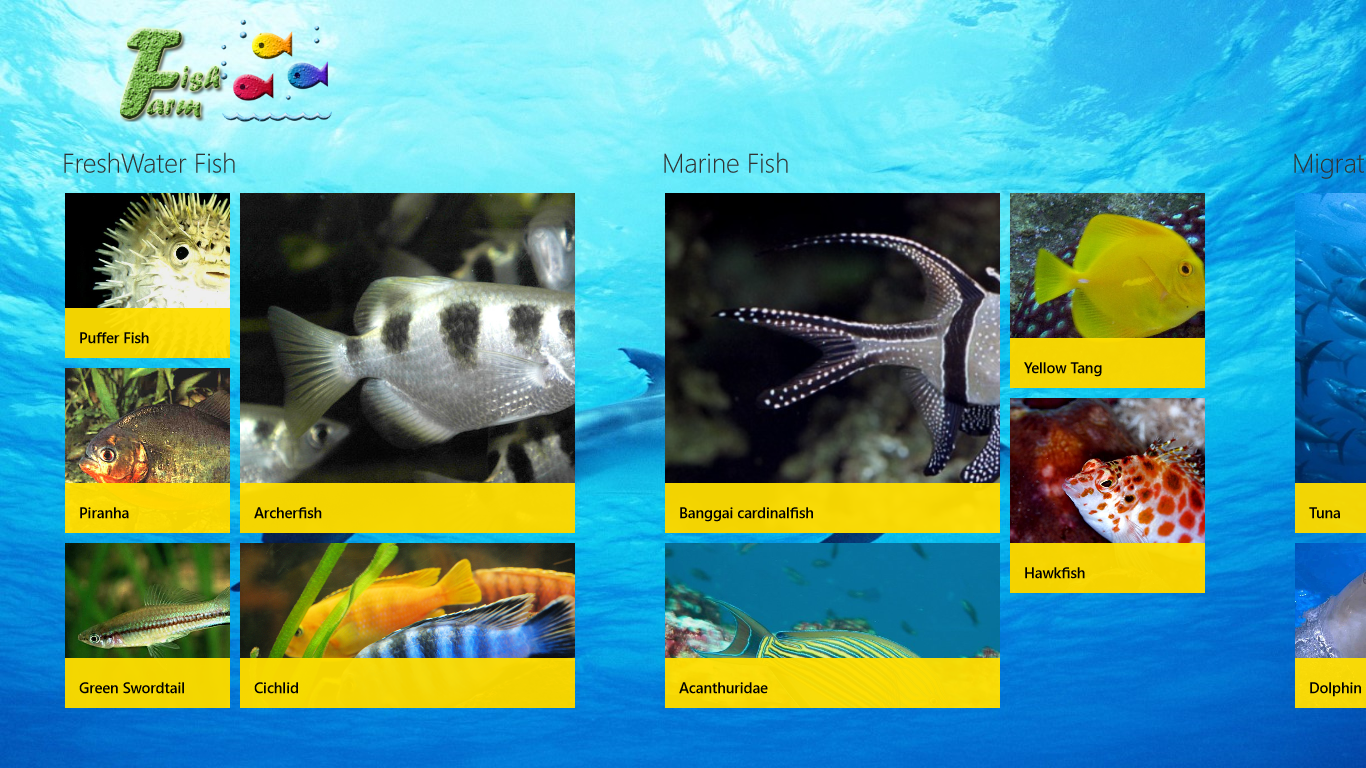 Fish
Farm
FreshWater Fish
Puffer Fish
Piranha
Green Swordtail
Archerfish
Cichlid
Marine Fish
Banggai cardinalfish
Acanthuridae
Yellow Tang
Hawkfish
Migrat
Tuna
Dolphin